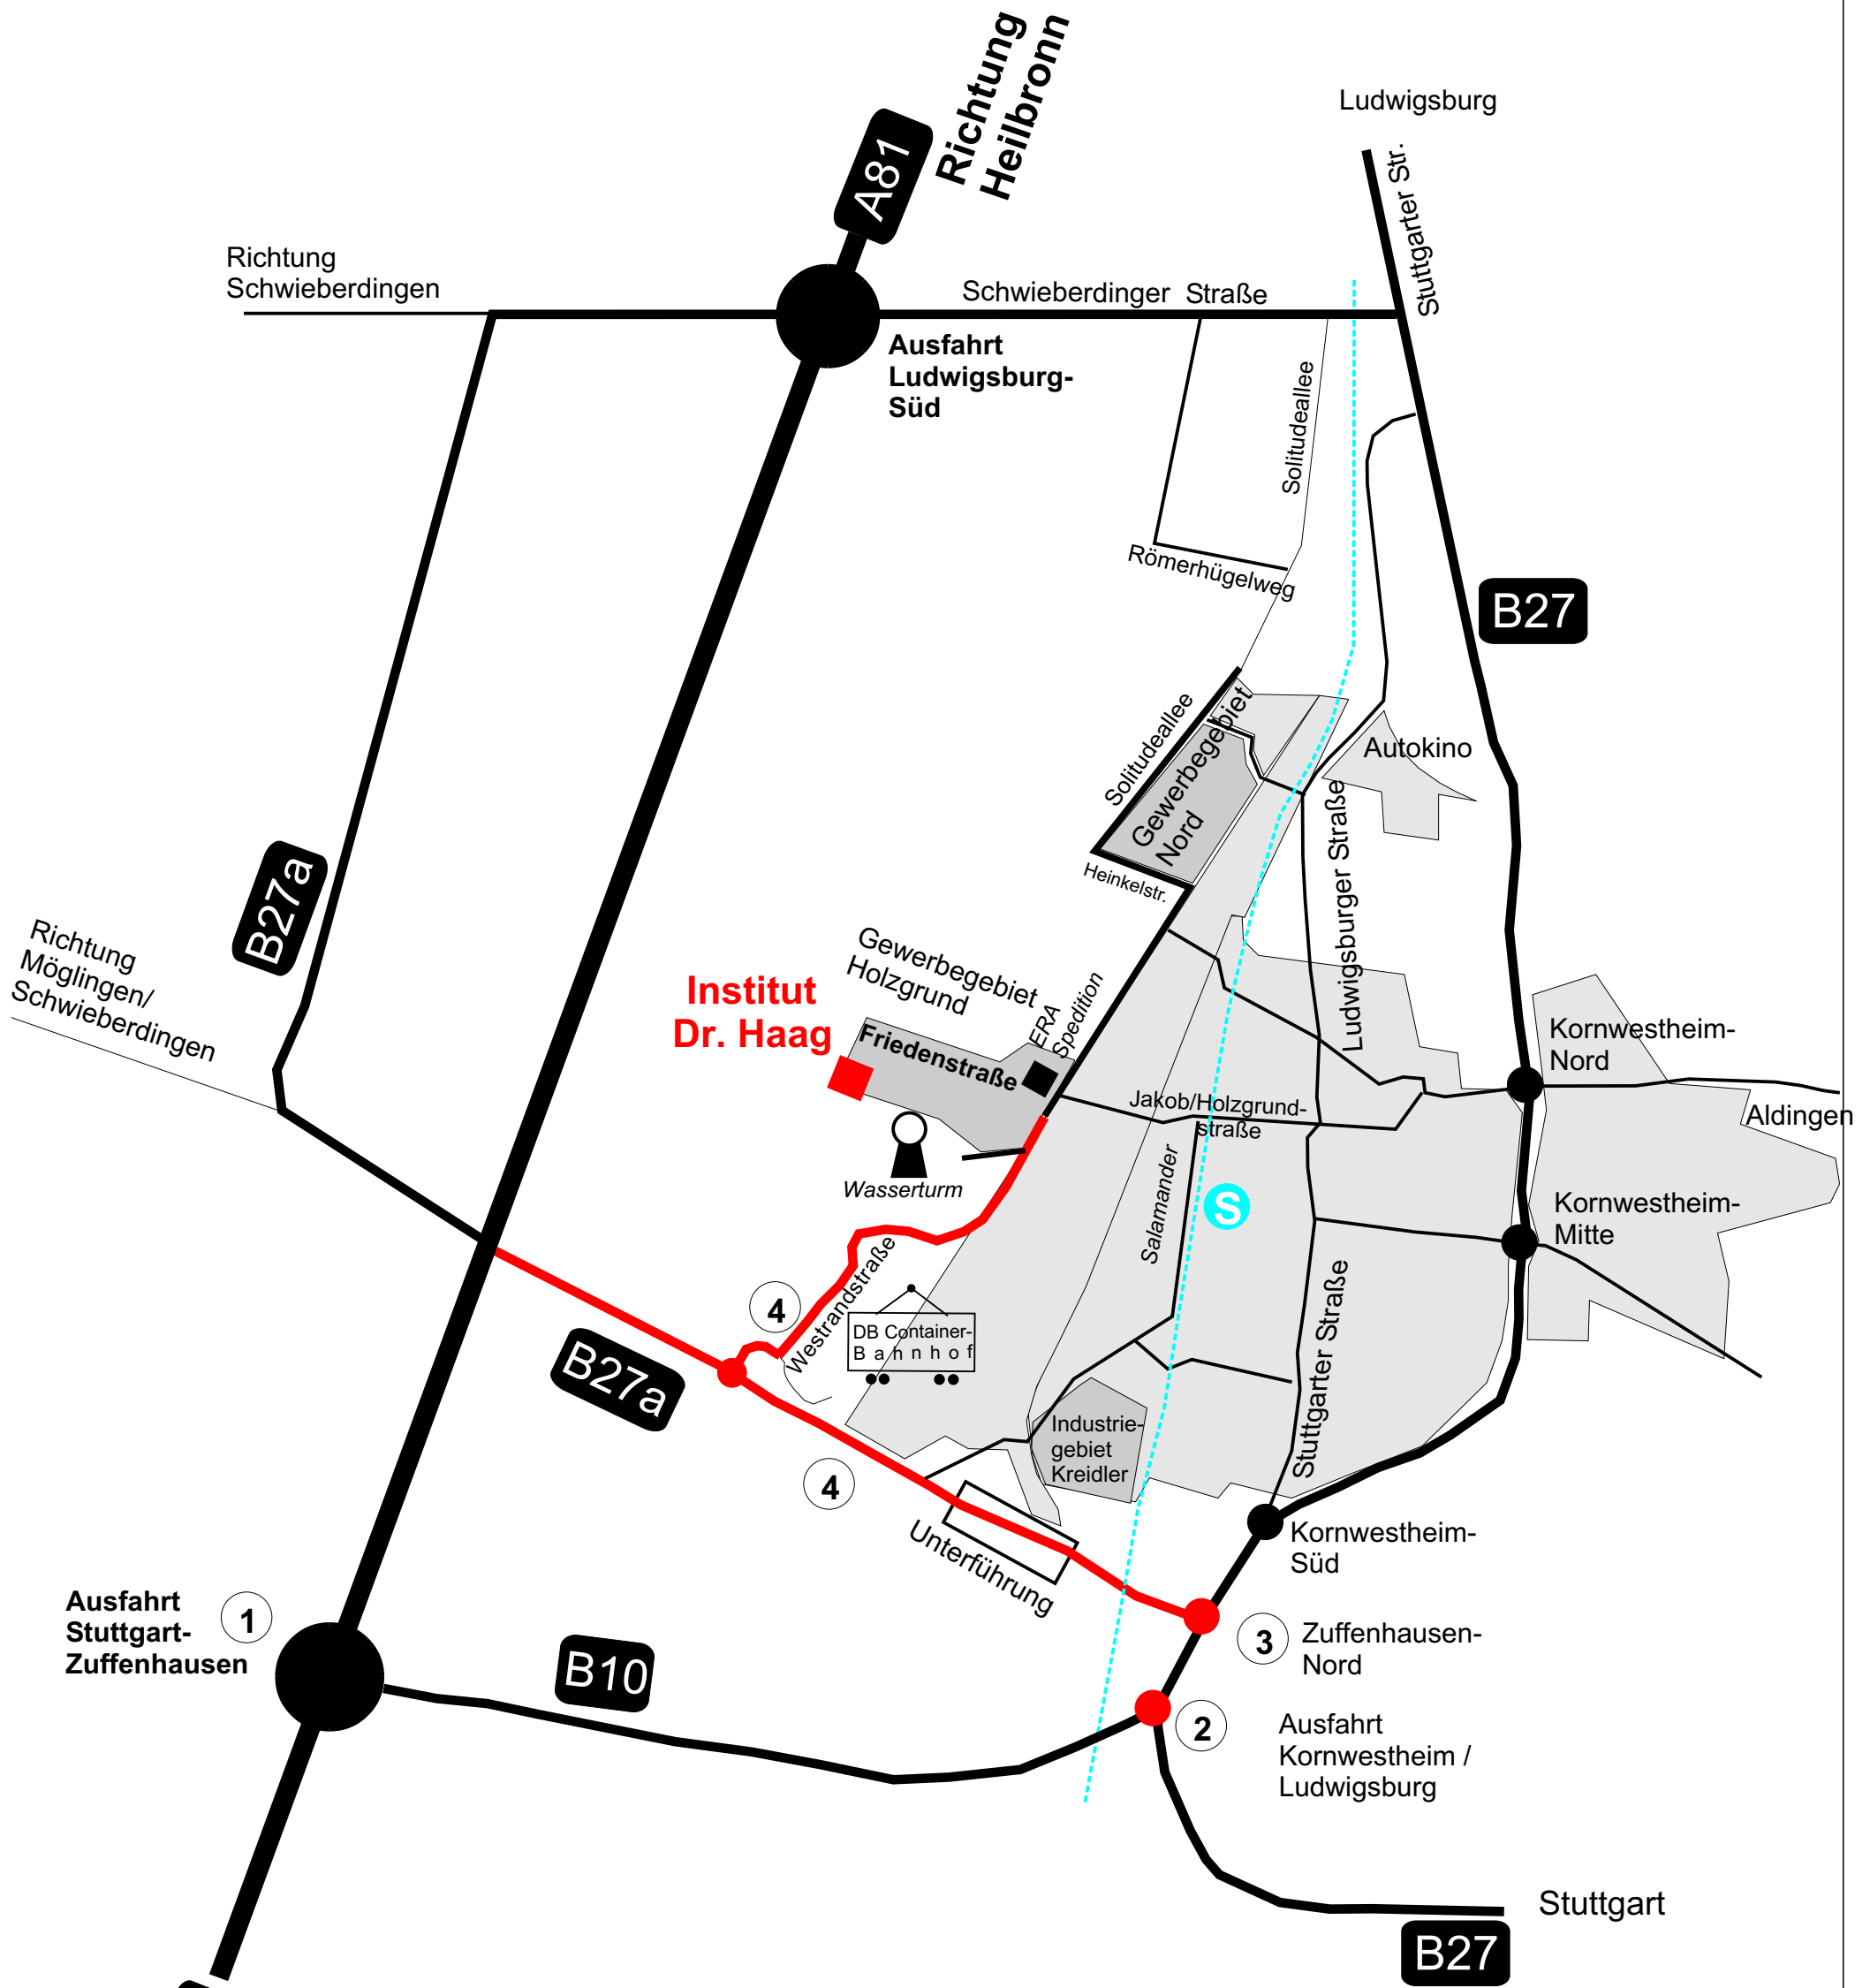 Richtung
Heilbronn
A81
Ludwigsburg
Stuttgarter Str.
Richtung
Schwieberdingen
Schwieberdinger Straße
Ausfahrt
Ludwigsburg-
Süd
Solitudeallee
Römerhügelweg
B27
Solitudeallee
Gewerbegebiet
Nord
Autokino
Heinkelstr.
Ludwigsburger Straße
B27a
Richtung
Möglingen/
Schwieberdingen
Gewerbegebiet
Holzgrund
Institut
Dr. Haag
ERA
Spedition
Friedenstraße
Kornwestheim-
Nord
Aldingen
Jakob/Holzgrund-
straße
Wasserturm
Salamander
S
Kornwestheim-
Mitte
Westrandstraße
4
DB Container-
Bahnhof
Stuttgarter Straße
B27a
Industrie-
gebiet
Kreidler
4
Unterführung
Kornwestheim-
Süd
Ausfahrt
Stuttgart-
Zuffenhausen
1
3
Zuffenhausen-
Nord
B10
2
Ausfahrt
Kornwestheim /
Ludwigsburg
Stuttgart
B27